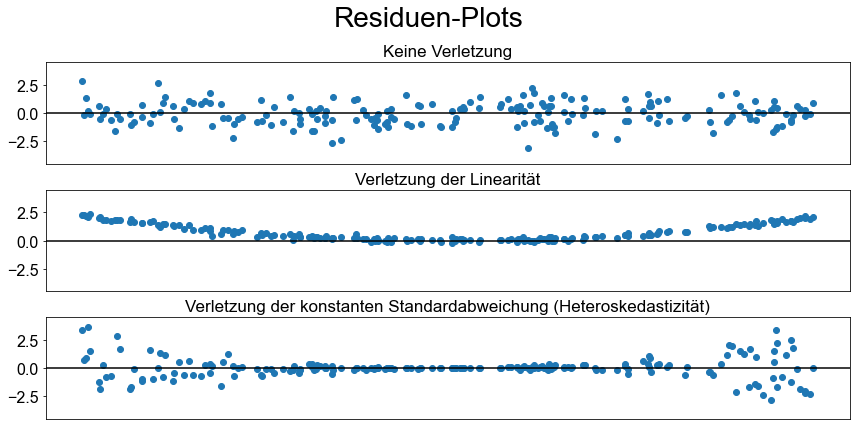 Residuen-Plots
Keine Verletzung
2.5
0.0
−2.5
Verletzung der Linearität
2.5
0.0
−2.5
Verletzung der konstanten Standardabweichung (Heteroskedastizität)
2.5
0.0
−2.5